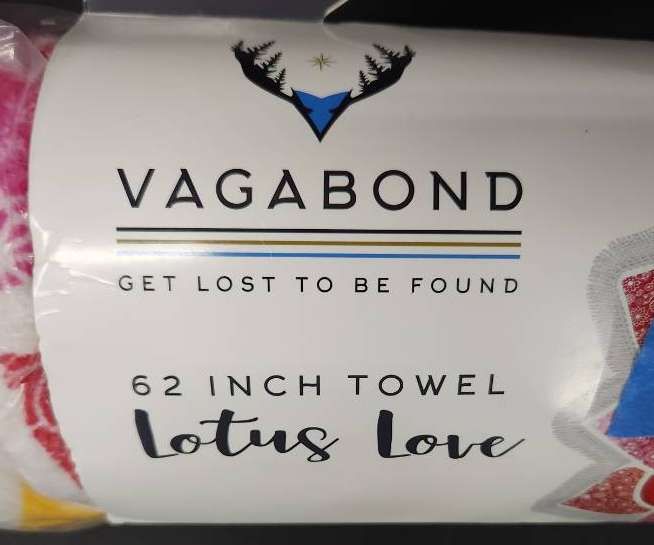 VAGABOND
GET LOST TO BE FOUND
62 INCH TOWEL
Lotus Love